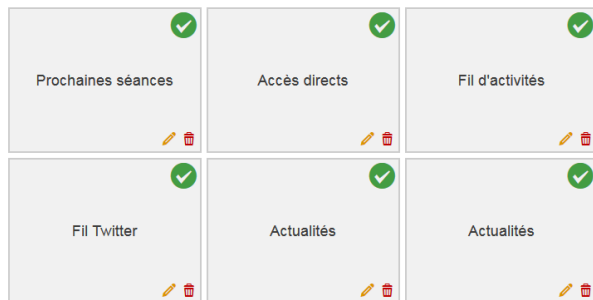 Prochaines séances
Accès directs
Fil d'activités
Fil Twitter
Actualités
Actualités